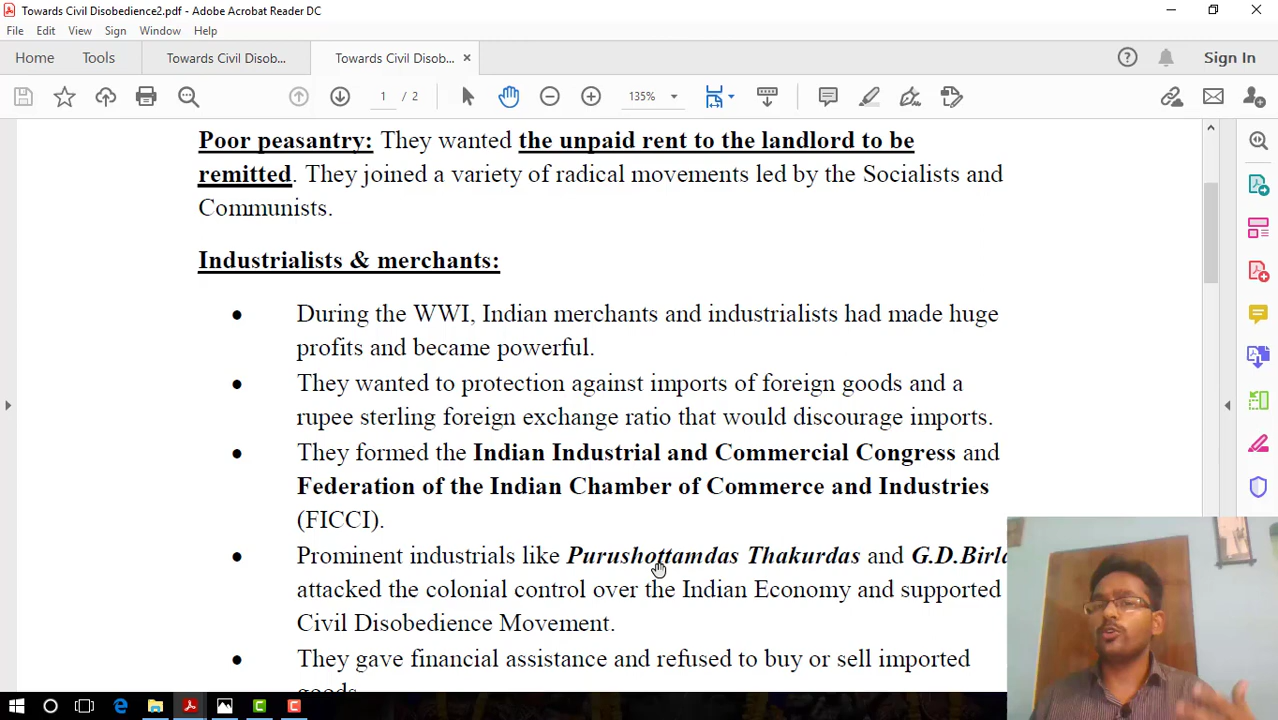 Towards Civil Disobedience2.pdf - Adobe Acrobat Reader DC
File Edit View Sign Window Help
Home Tools Towards Civil Disob... Towards Civil Disob... × Sign In
1 / 2 135%
Poor peasantry: They wanted the unpaid rent to the landlord to be
remitted. They joined a variety of radical movements led by the Socialists and
Communists.
Industrialists & merchants:
● During the WWI, Indian merchants and industrialists had made huge
profits and became powerful.
● They wanted to protection against imports of foreign goods and a
rupee sterling foreign exchange ratio that would discourage imports.
● They formed the Indian Industrial and Commercial Congress and
Federation of the Indian Chamber of Commerce and Industries
(FICCI).
● Prominent industrials like Purushottamdas Thakurdas and G.D.Birl
attacked the colonial control over the Indian Economy and supported
Civil Disobedience Movement.
● They gave financial assistance and refused to buy or sell imported
goods.